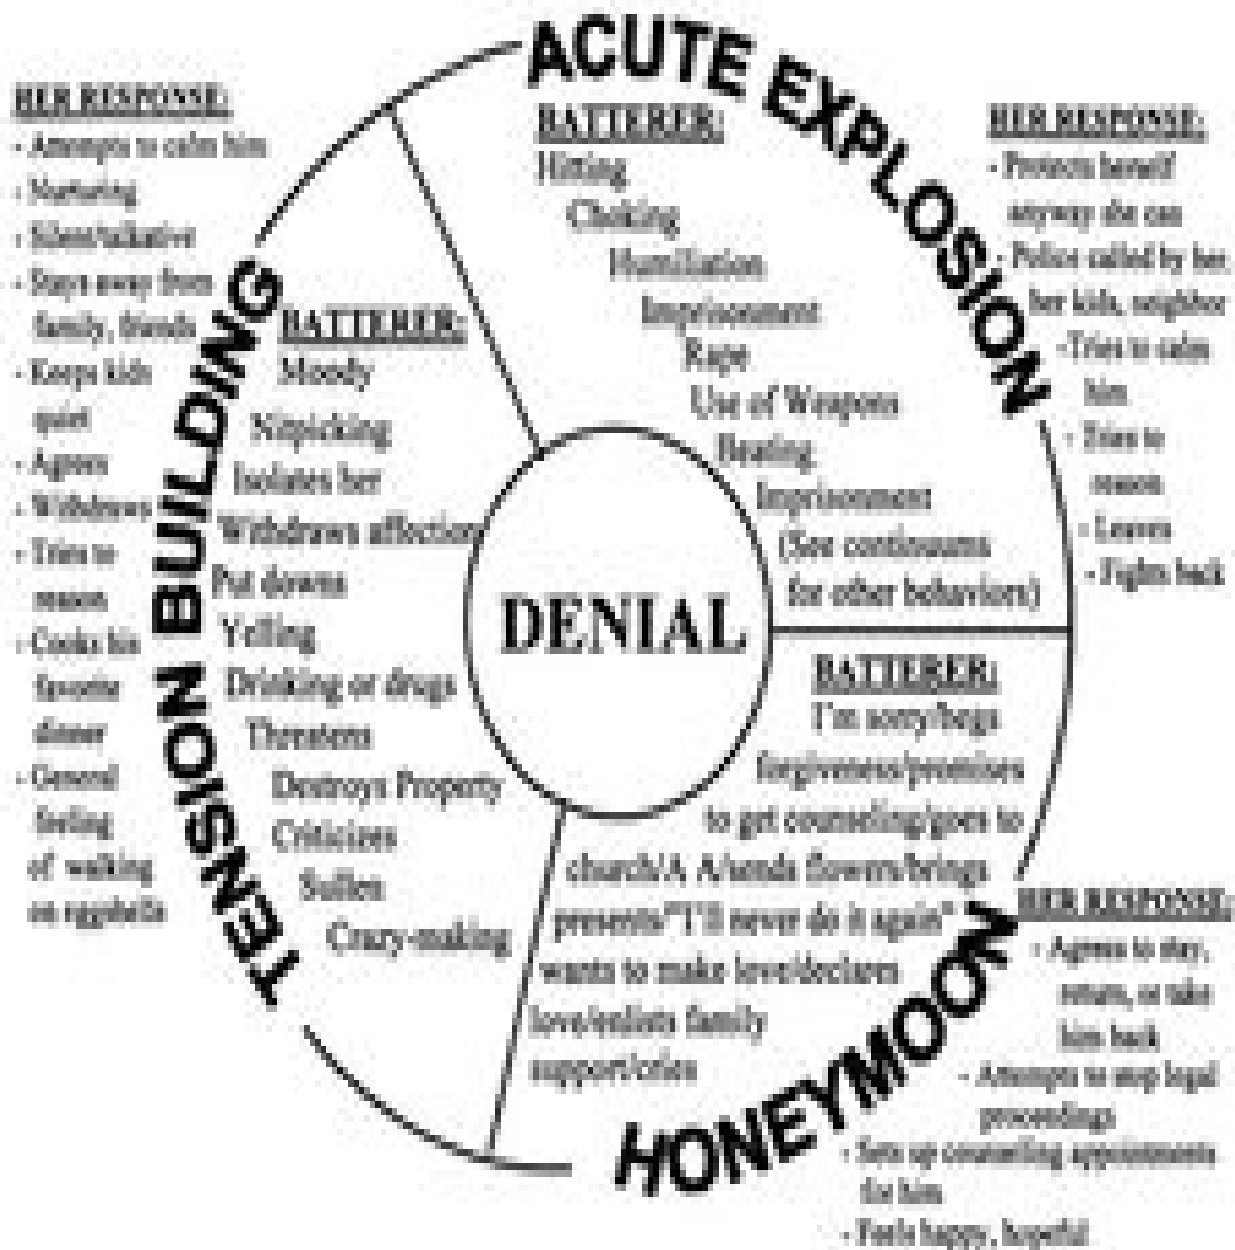 ACUTE EXPLOSION
HER RESPONSE:
- Attempts to calm him
- Nurturing
- Silent/talkative
- Stays away from
family, friends
- Keeps kids
quiet
- Agrees
- Withdraws
- Tries to
reason
- Cooks his
favorite
dinner
- General
feeling
of walking
on eggshells
TENSION BUILDING
BATTERER:
Moody
Nitpicking
Isolates her
Withdraws affection
Put downs
Yelling
Drinking or drugs
Threatens
Destroys Property
Criticizes
Sullen
Crazy-making
BATTERER:
Hitting
Choking
Humiliation
Imprisonment
Rape
Use of Weapons
Beating
Imprisonment
(See continuums
for other behaviors)
HER RESPONSE:
- Protects herself
anyway she can
- Police called by her,
her kids, neighbor
-Tries to calm
him
- Tries to
reason
- Leaves
- Fights back
DENIAL
BATTERER:
I'm sorry/begs
forgiveness/promises
to get counseling/goes to
church/A A/sends flowers/brings
presents/"I'll never do it again"
wants to make love/declares
love/enlists family
support/cries
HONEYMOON
HER RESPONSE:
- Agrees to stay,
return, or take
him back
- Attempts to stop legal
proceedings
- Sets up counseling appointments
for him
- Feels happy, hopeful